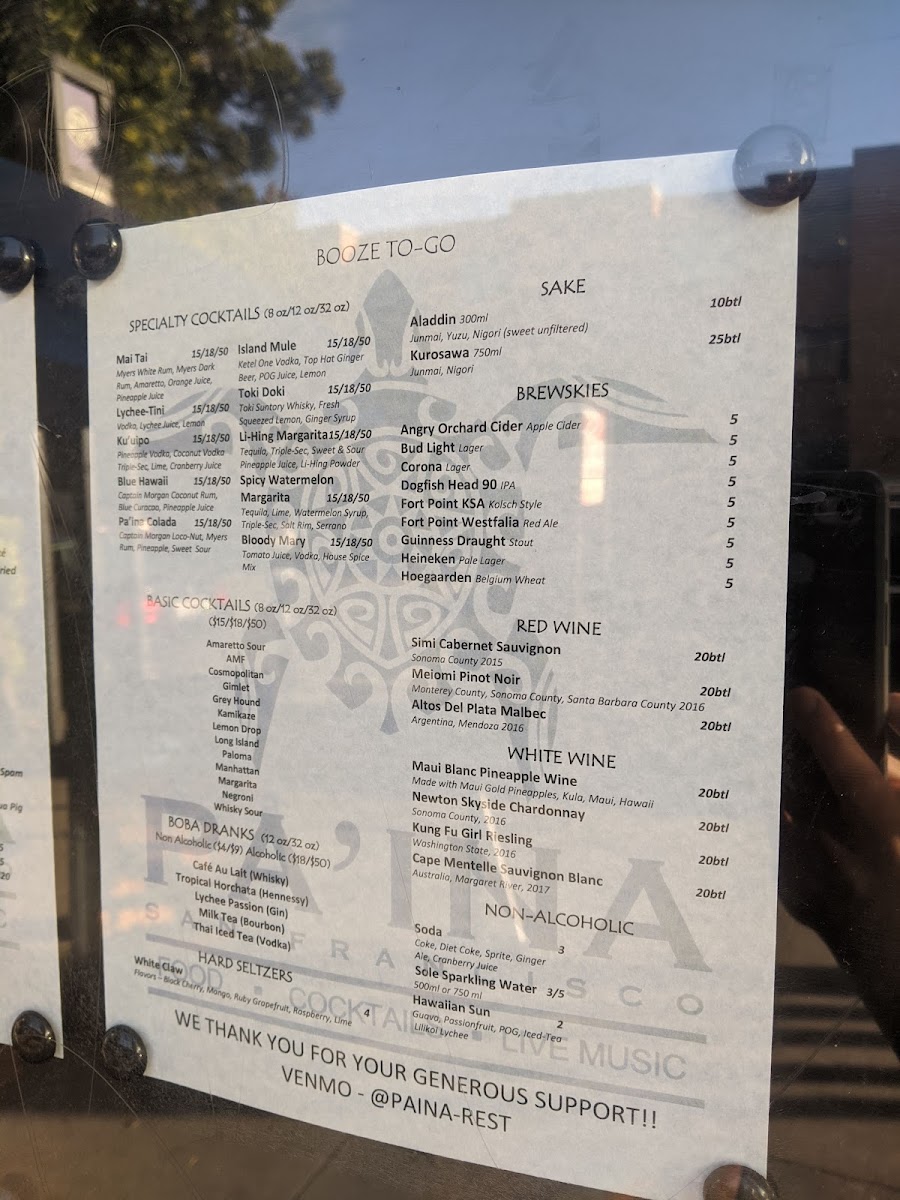 BOOZE TO-GO
SPECIALTY COCKTAILS (8 oz/12 oz/32 oz)
Mai Tai 15/18/50
Myers White Rum, Myers Dark
Rum, Amaretto, Orange Juice,
Pineapple Juice
Lychee-Tini 15/18/50
Vodka, Lychee Juice, Lemon
Ku'uipo 15/18/50
Pineapple Vodka, Coconut Vodka
Triple-Sec, Lime, Cranberry Juice
Blue Hawaii 15/18/50
Captain Morgan Coconut Rum,
Blue Curacao, Pineapple Juice
Pa'ina Colada 15/18/50
Captain Morgan Loco-Nut, Myers
Rum, Pineapple, Sweet Sour
Island Mule 15/18/50
Ketel One Vodka, Top Hat Ginger
Beer, POG Juice, Lemon
Toki Doki 15/18/50
Toki Suntory Whisky, Fresh
Squeezed Lemon, Ginger Syrup
Li-Hing Margarita 15/18/50
Tequila, Triple-Sec, Sweet & Sour
Pineapple Juice, Li-Hing Powder
Spicy Watermelon
Margarita 15/18/50
Tequila, Lime, Watermelon Syrup,
Triple-Sec, Salt Rim, Serrano
Bloody Mary 15/18/50
Tomato Juice, Vodka, House Spice
Mix
BASIC COCKTAILS (8 oz/12 oz/32 oz)
($15/$18/$50)
Amaretto Sour
AMF
Cosmopolitan
Gimlet
Grey Hound
Kamikaze
Lemon Drop
Long Island
Paloma
Manhattan
Margarita
Negroni
Whisky Sour
BOBA DRANKS (12 oz/32 oz)
Non Alcoholic ($4/$9) Alcoholic ($18/$50)
Café Au Lait (Whisky)
Tropical Horchata (Hennessy)
Lychee Passion (Gin)
Milk Tea (Bourbon)
Thai Iced Tea (Vodka)
HARD SELTZERS
White Claw 4
Flavors – Black Cherry, Mango, Ruby Grapefruit, Raspberry, Lime
SAKE
Aladdin 300ml 10btl
Junmai, Yuzu, Nigori (sweet unfiltered)
Kurosawa 750ml 25btl
Junmai, Nigori
BREWSKIES
Angry Orchard Cider Apple Cider 5
Bud Light Lager 5
Corona Lager 5
Dogfish Head 90 IPA 5
Fort Point KSA Kolsch Style 5
Fort Point Westfalia Red Ale 5
Guinness Draught Stout 5
Heineken Pale Lager 5
Hoegaarden Belgium Wheat 5
RED WINE
Simi Cabernet Sauvignon 20btl
Sonoma County 2015
Meiomi Pinot Noir 20btl
Monterey County, Sonoma County, Santa Barbara County 2016
Altos Del Plata Malbec 20btl
Argentina, Mendoza 2016
WHITE WINE
Maui Blanc Pineapple Wine 20btl
Made with Maui Gold Pineapples, Kula, Maui, Hawaii
Newton Skyside Chardonnay 20btl
Sonoma County, 2016
Kung Fu Girl Riesling 20btl
Washington State, 2016
Cape Mentelle Sauvignon Blanc 20btl
Australia, Margaret River, 2017
NON-ALCOHOLIC
Soda 3
Coke, Diet Coke, Sprite, Ginger
Ale, Cranberry Juice
Sole Sparkling Water 3/5
500ml or 750 ml
Hawaiian Sun 2
Guava, Passionfruit, POG, Iced-Tea
Lilikoi Lychee
PA'INA
SAN FRANCISCO
FOOD • COCKTAILS • LIVE MUSIC
WE THANK YOU FOR YOUR GENEROUS SUPPORT!!
VENMO - @PAINA-REST
Spam
Pig
20